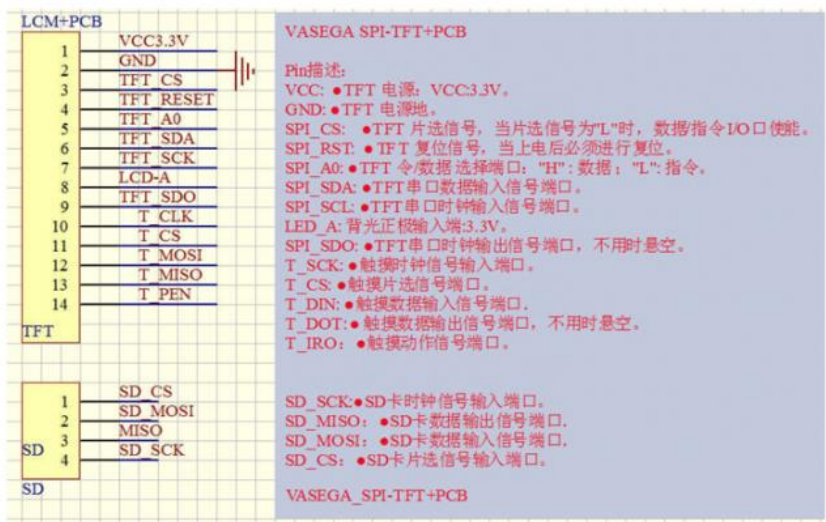 LCM+PCB
1 VCC3.3V
2 GND
3 TFT_CS
4 TFT_RESET
5 TFT_A0
6 TFT_SDA
7 TFT_SCK
8 LCD-A
9 TFT_SDO
10 T_CLK
11 T_CS
12 T_MOSI
13 T_MISO
14 T_PEN
TFT
VASEGA SPI-TFT+PCB
Pin描述:
VCC: ●TFT 电源: VCC:3.3V。
GND: ●TFT 电源地。
SPI_CS: ●TFT 片选信号, 当片选信号为"L"时, 数据/指令I/O口使能。
SPI_RST: ●TFT 复位信号, 当上电后必须进行复位。
SPI_A0: ●TFT 令/数据选择端口: "H": 数据; "L": 指令。
SPI_SDA: ●TFT串口数据输入信号端口。
SPI_SCL: ●TFT串口时钟输入信号端口。
LED_A: 背光正极输入端:3.3V。
SPI_SDO: ●TFT串口时钟输出信号端口, 不用时悬空。
T_SCK: ●触摸时钟信号输入端口。
T_CS: ●触摸片选信号端口。
T_DIN: ●触摸数据输入信号端口.
T_DOT: ●触摸数据输出信号端口, 不用时悬空。
T_IRO: ●触摸动作信号端口。
1 SD_CS
2 SD_MOSI
3 MISO
4 SD_SCK
SD
SD
SD_SCK:●SD卡时钟信号输入端口。
SD_MISO: ●SD卡数据输出信号端口.
SD_MOSI: ●SD卡数据输入信号端口.
SD_CS: ●SD卡片选信号输入端口。
VASEGA_SPI-TFT+PCB